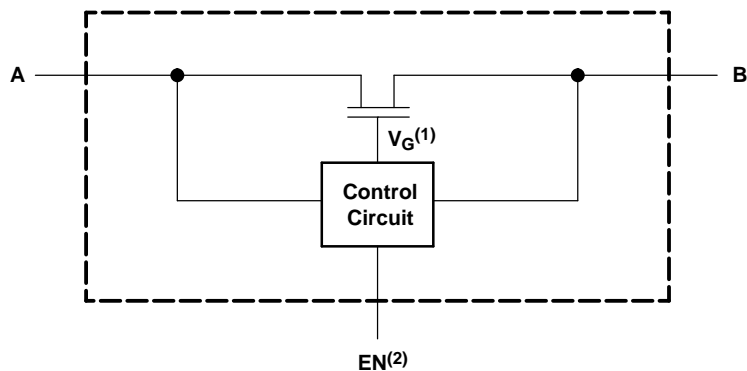 A
B
VG(1)
Control
Circuit
EN(2)